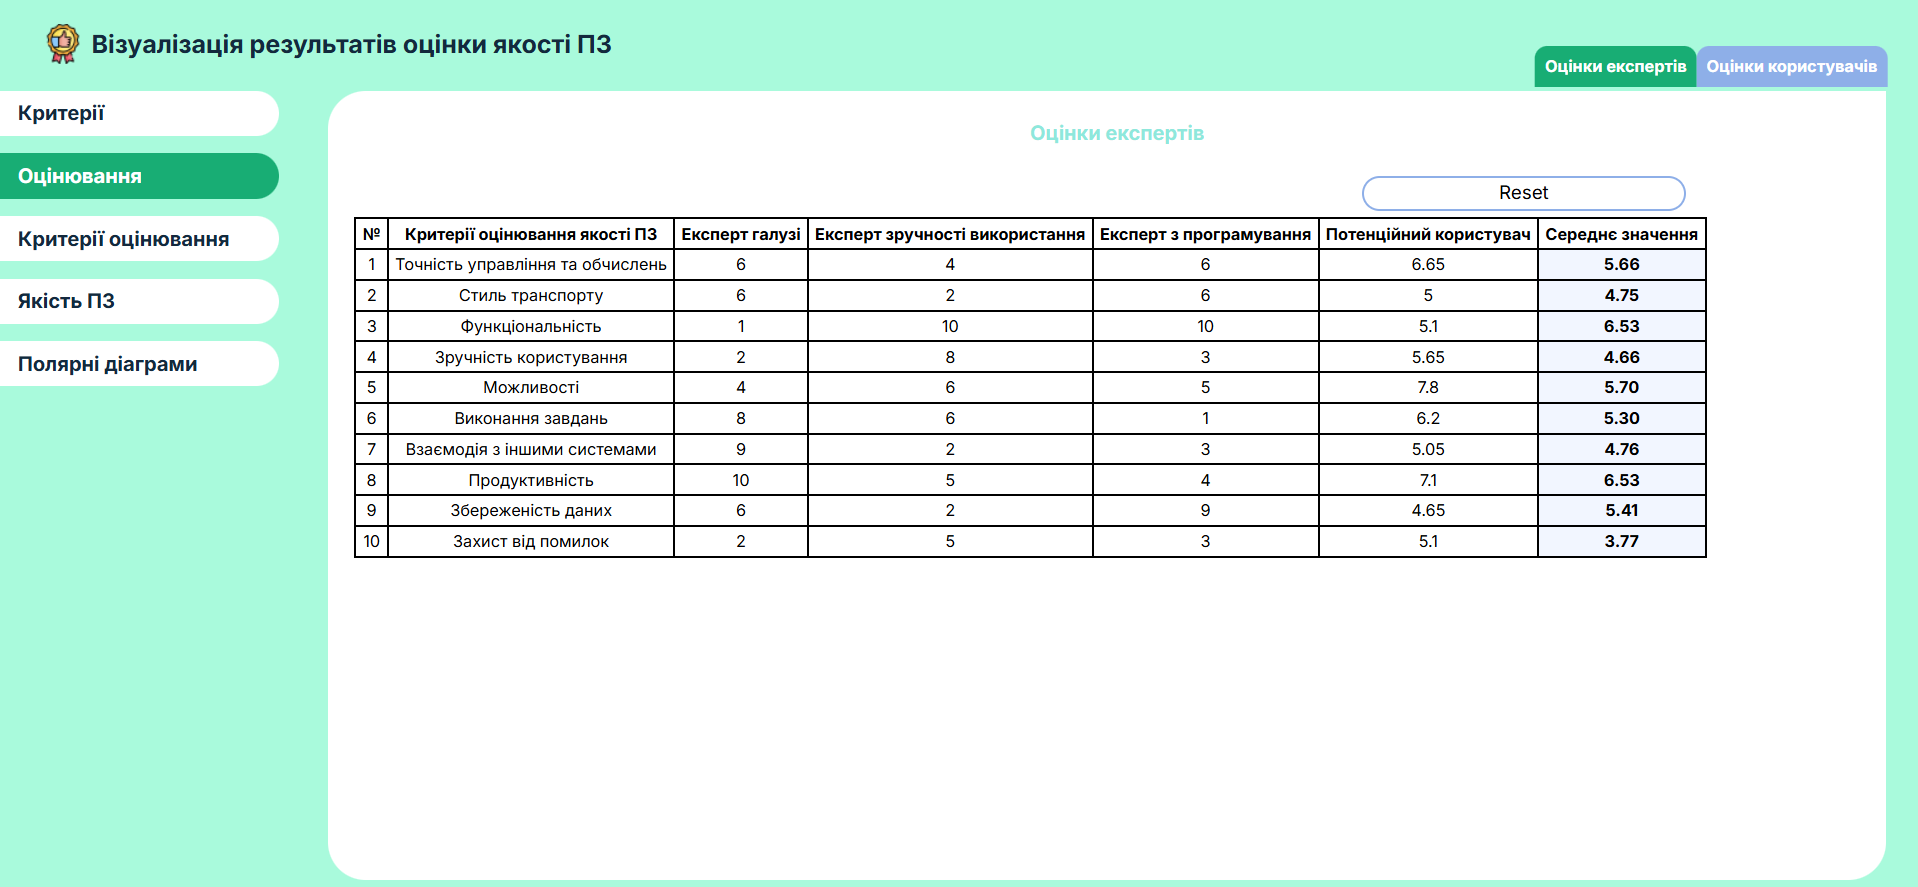 Візуалізація результатів оцінки якості ПЗ
Оцінки експертів Оцінки користувачів
Критерії
Оцінювання
Критерії оцінювання
Якість ПЗ
Полярні діаграми
Оцінки експертів
Reset
№ Критерії оцінювання якості ПЗ Експерт галузі Експерт зручності використання Експерт з програмування Потенційний користувач Середнє значення
1 Точність управління та обчислень 6 4 6 6.65 5.66
2 Стиль транспорту 6 2 6 5 4.75
3 Функціональність 1 10 10 5.1 6.53
4 Зручність користування 2 8 3 5.65 4.66
5 Можливості 4 6 5 7.8 5.70
6 Виконання завдань 8 6 1 6.2 5.30
7 Взаємодія з іншими системами 9 2 3 5.05 4.76
8 Продуктивність 10 5 4 7.1 6.53
9 Збереженість даних 6 2 9 4.65 5.41
10 Захист від помилок 2 5 3 5.1 3.77